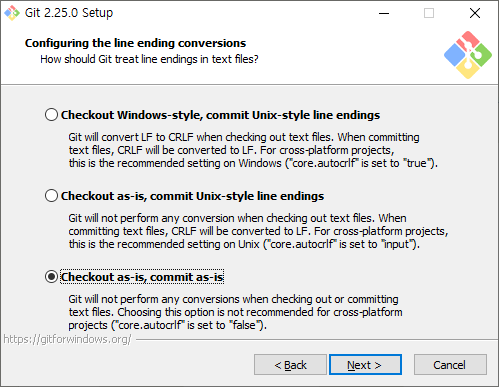 Git 2.25.0 Setup
Configuring the line ending conversions
How should Git treat line endings in text files?
Checkout Windows-style, commit Unix-style line endings
Git will convert LF to CRLF when checking out text files. When committing
text files, CRLF will be converted to LF. For cross-platform projects,
this is the recommended setting on Windows ("core.autocrlf" is set to "true").
Checkout as-is, commit Unix-style line endings
Git will not perform any conversion when checking out text files. When
committing text files, CRLF will be converted to LF. For cross-platform projects,
this is the recommended setting on Unix ("core.autocrlf" is set to "input").
Checkout as-is, commit as-is
Git will not perform any conversions when checking out or committing
text files. Choosing this option is not recommended for cross-platform
projects ("core.autocrlf" is set to "false").
https://gitforwindows.org/
< Back
Next >
Cancel